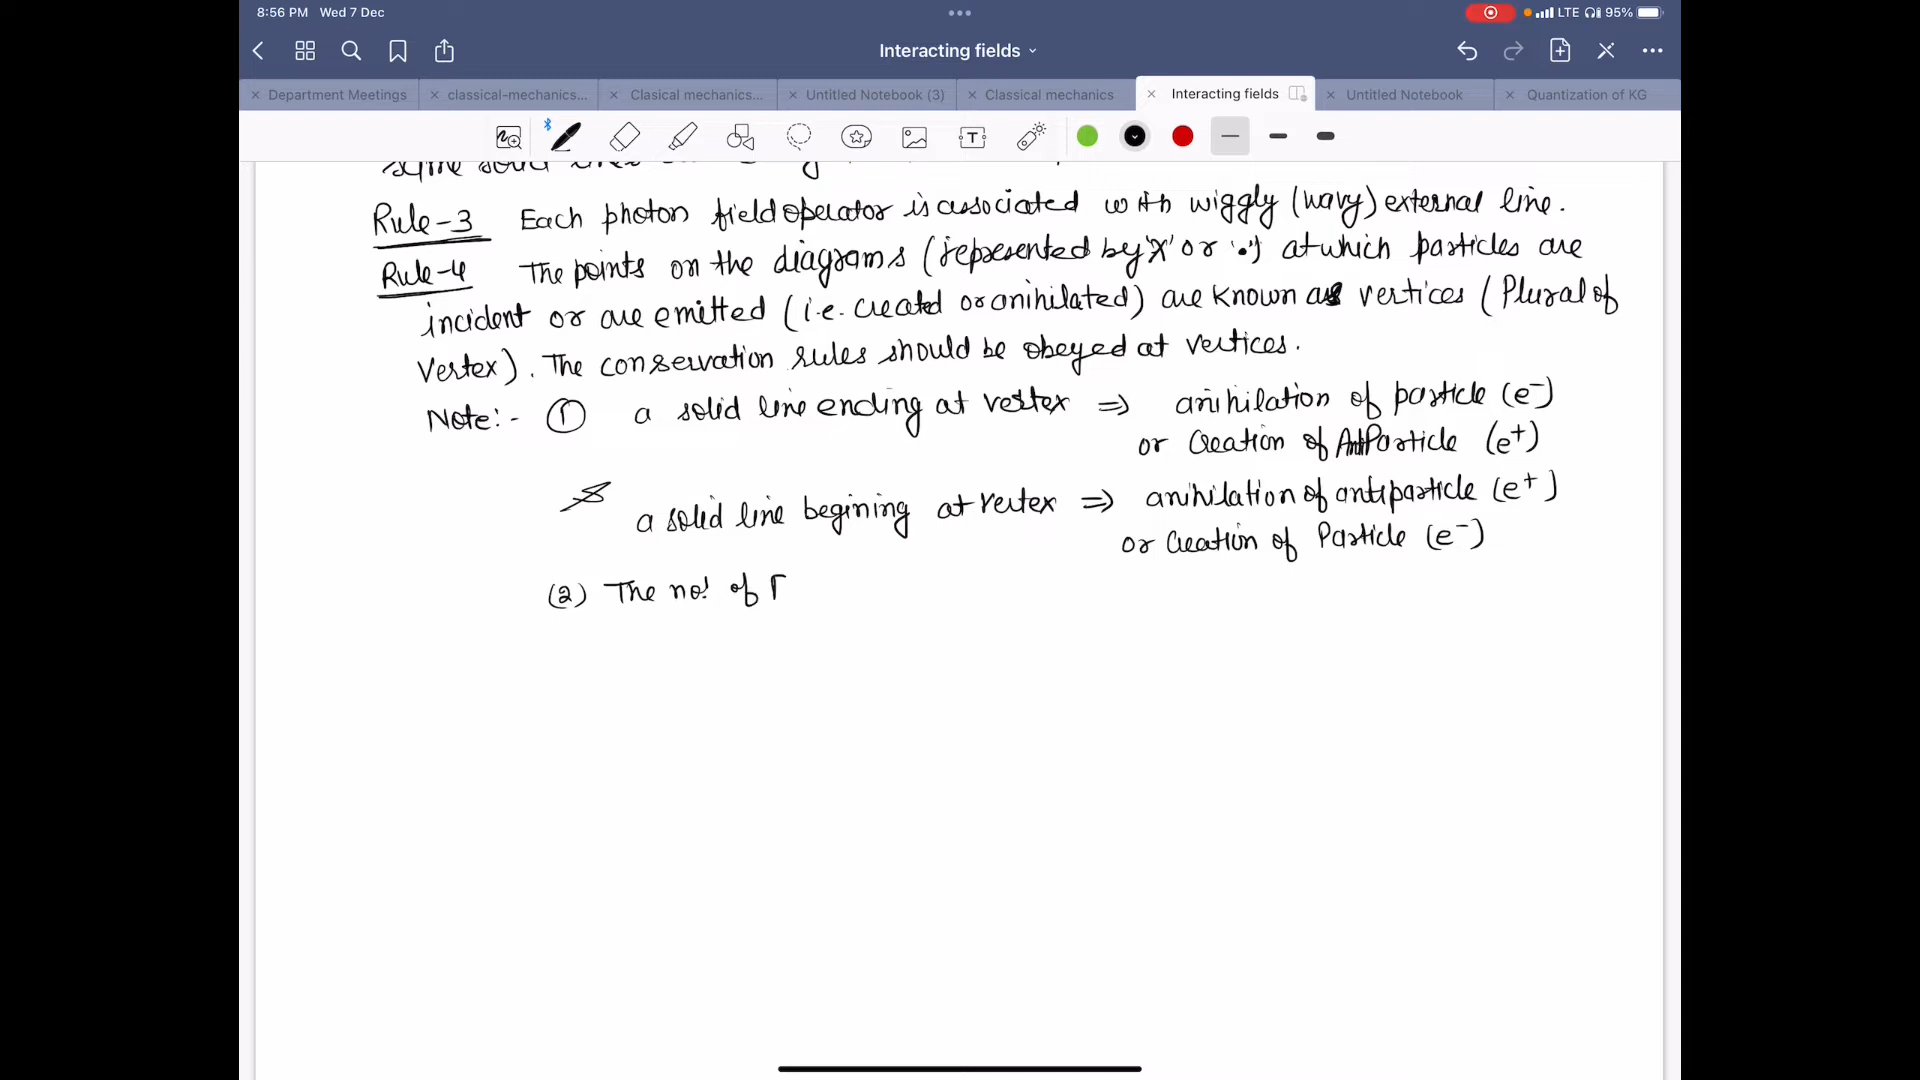 8:56 PM Wed 7 Dec
LTE 95%
Interacting fields
Department Meetings
classical-mechanics...
Clasical mechanics...
Untitled Notebook (3)
Classical mechanics
Interacting fields
Untitled Notebook
Quantization of KG
same solid lines
Rule-3 Each photon field operator is associated with wiggly (wavy) external line.
Rule-4 The points on the diagrams (represented by 'X' or '•') at which particles are
incident or are emitted (i.e. created or anihilated) are known as vertices (Plural of
Vertex). The conservation rules should be obeyed at vertices.
Note:- ① a solid line ending at vertex ⇒ anihilation of particle (e⁻)
or Creation of AntiParticle (e⁺)
a solid line begining at vertex ⇒ anihilation of antiparticle (e⁺)
or Creation of Particle (e⁻)
(2) The no! of